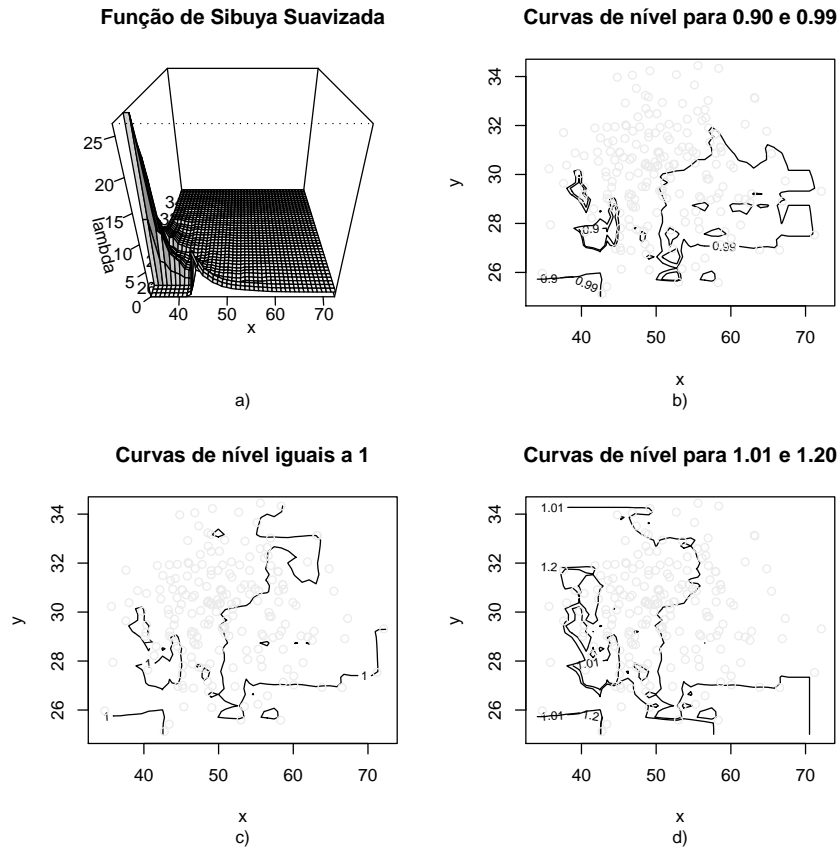 Função de Sibuya Suavizada
25
20
15
10
5
0
lambda
40 50 60 70
x
a)
Curvas de nível para 0.90 e 0.99
34
32
30
28
26
y
0.9
0.99
0.9
0.99
40 50 60 70
x
b)
Curvas de nível iguais a 1
34
32
30
28
26
y
1
1
1
40 50 60 70
x
c)
Curvas de nível para 1.01 e 1.20
34
32
30
28
26
y
1.01
1.2
1.01
1.01
1.2
40 50 60 70
x
d)